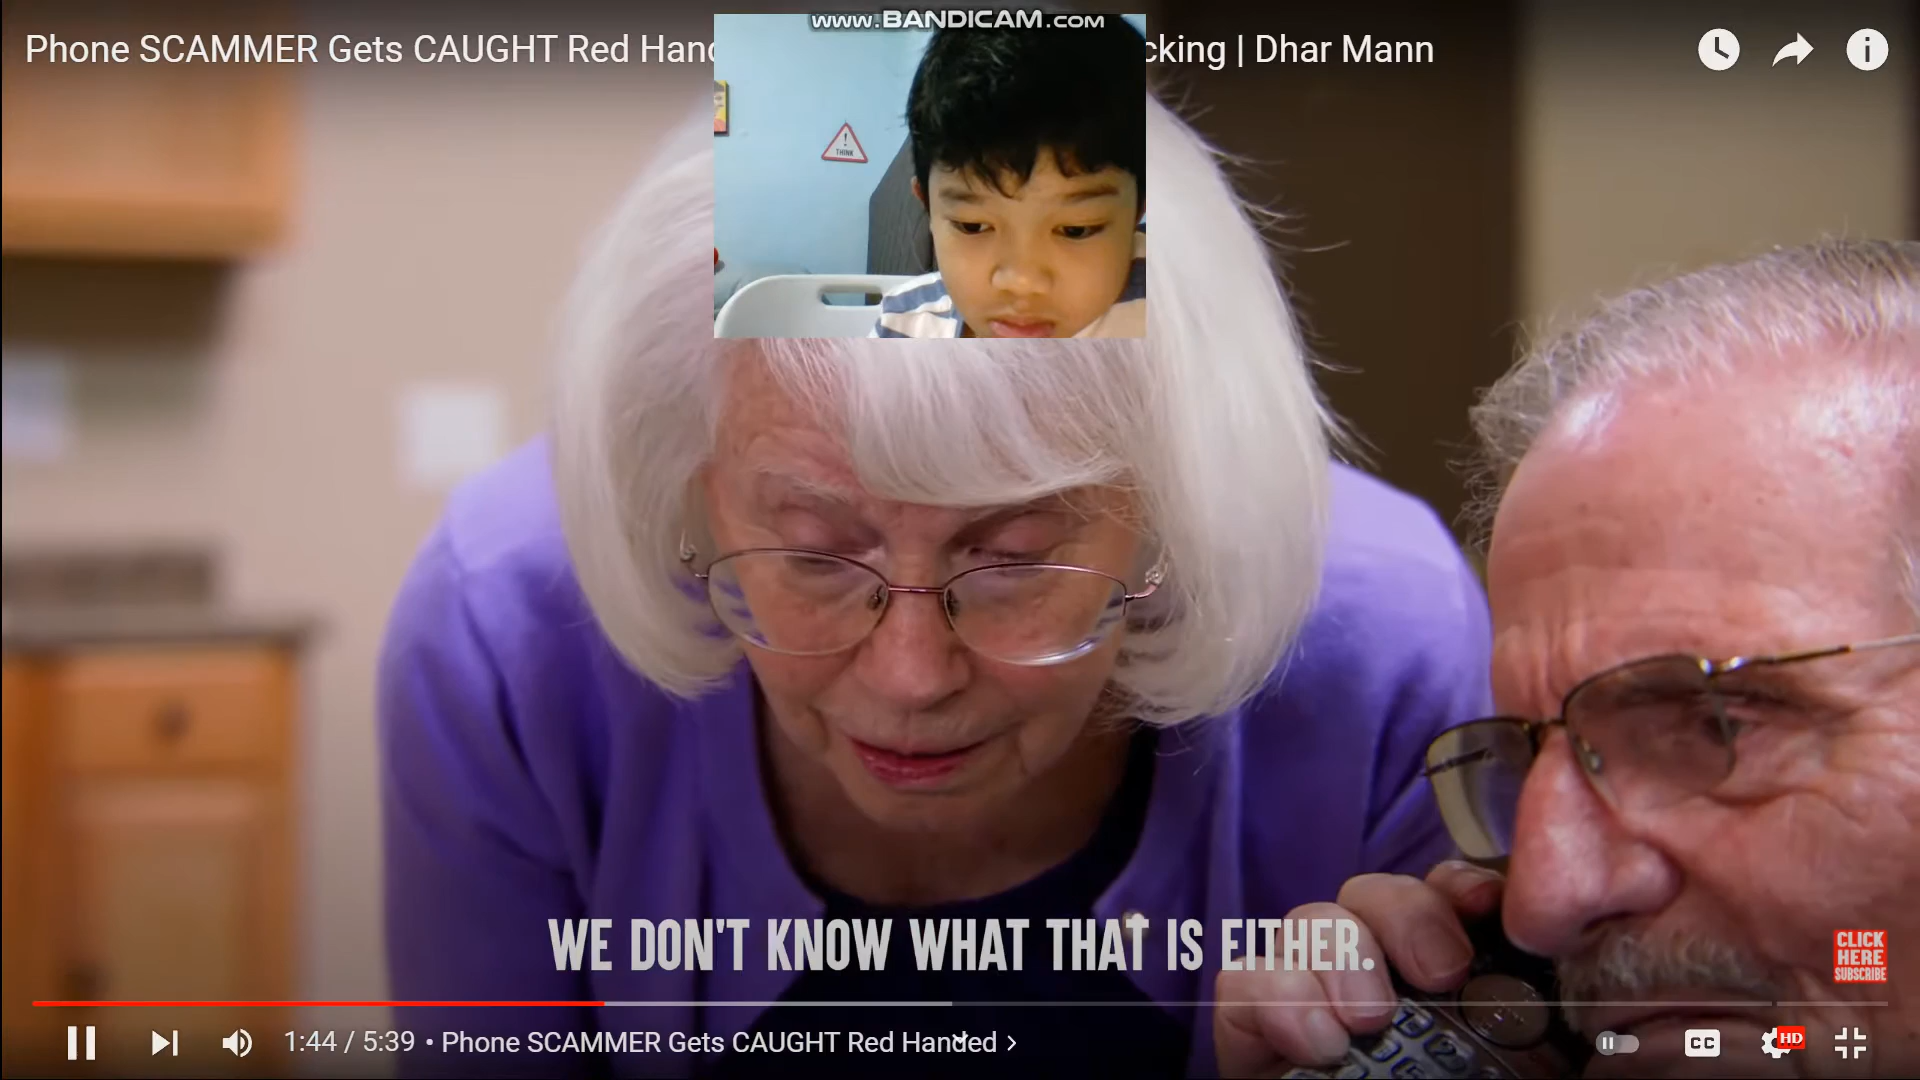 www.BANDICAM.com
Phone SCAMMER Gets CAUGHT Red Hand
cking | Dhar Mann
! THINK
WE DON'T KNOW WHAT THAT IS EITHER.
CLICK
HERE
SUBSCRIBE
1:44 / 5:39 • Phone SCAMMER Gets CAUGHT Red Handed >
CC
HD